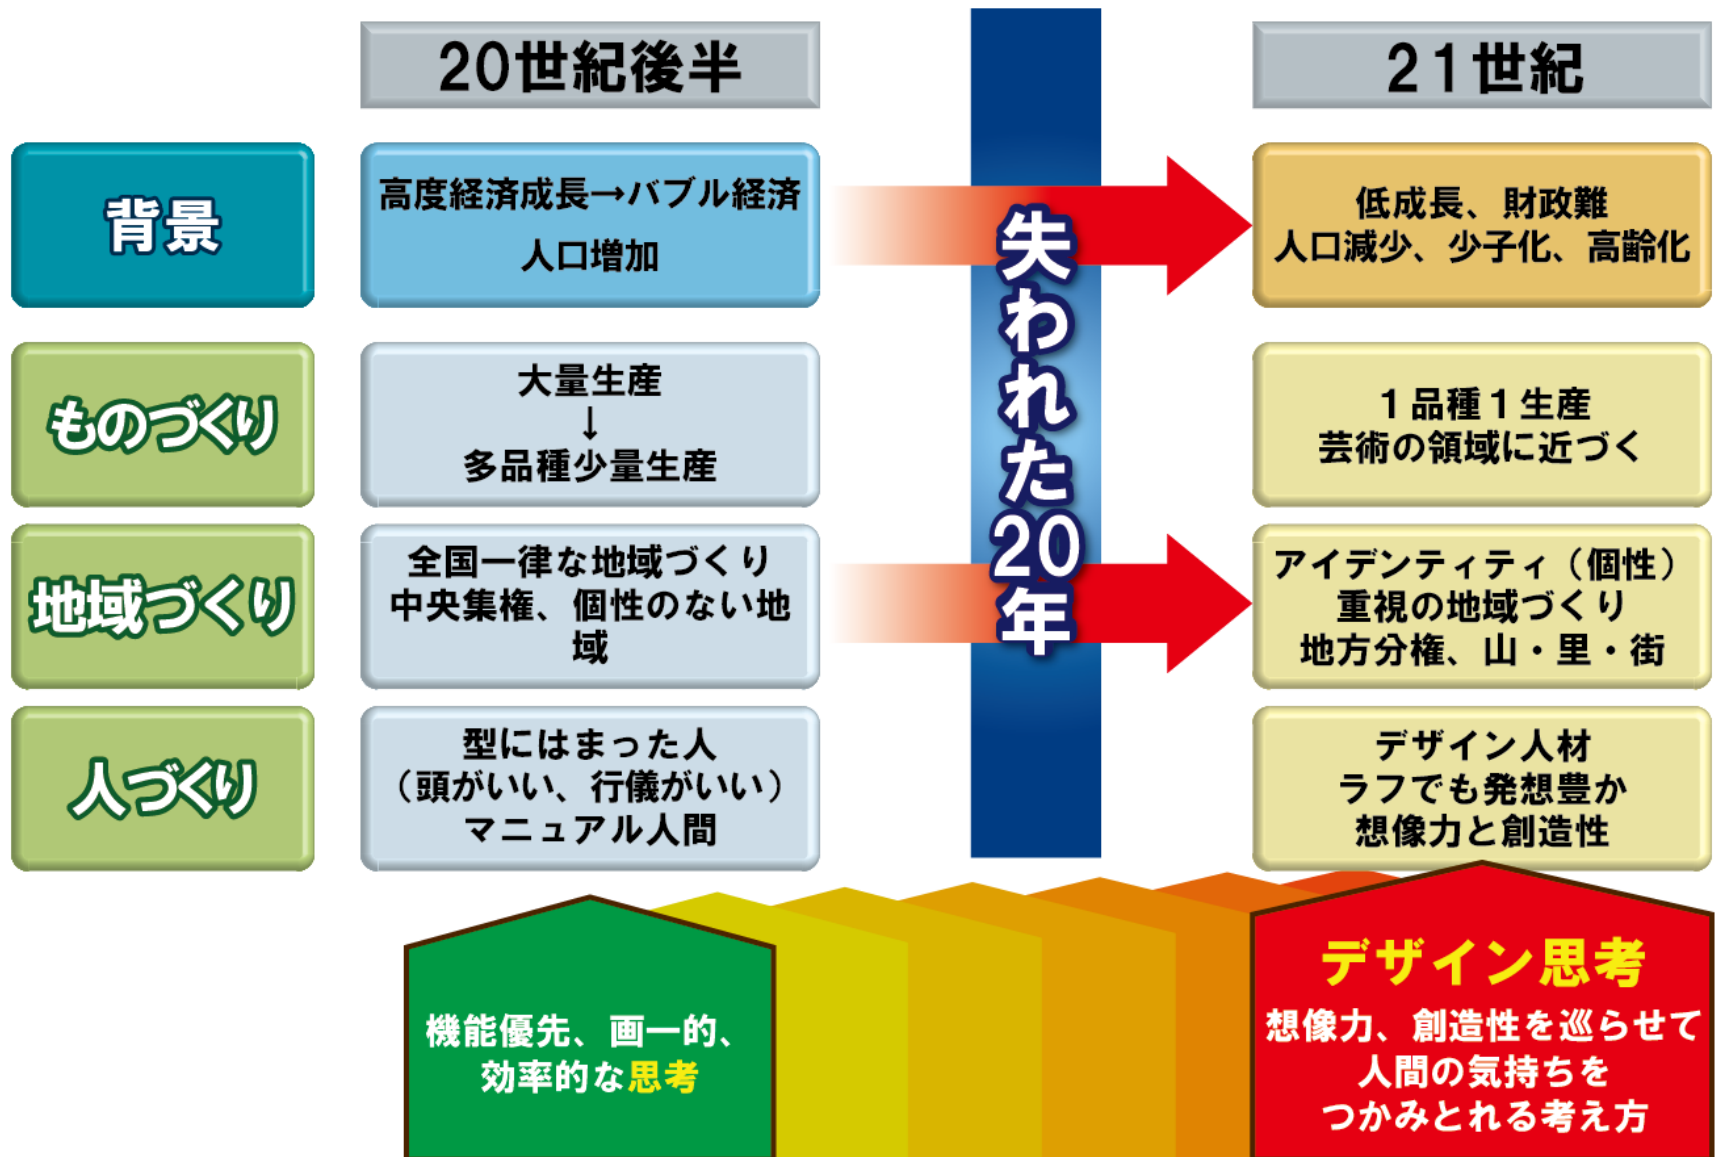 20世紀後半
21世紀
背景
高度経済成長→バブル経済
人口増加
低成長、財政難
人口減少、少子化、高齢化
失われた20年
ものづくり
大量生産
↓
多品種少量生産
1品種1生産
芸術の領域に近づく
地域づくり
全国一律な地域づくり
中央集権、個性のない地
域
アイデンティティ（個性）
重視の地域づくり
地方分権、山・里・街
人づくり
型にはまった人
（頭がいい、行儀がいい）
マニュアル人間
デザイン人材
ラフでも発想豊か
想像力と創造性
機能優先、画一的、
効率的な思考
デザイン思考
想像力、創造性を巡らせて
人間の気持ちを
つかみとれる考え方